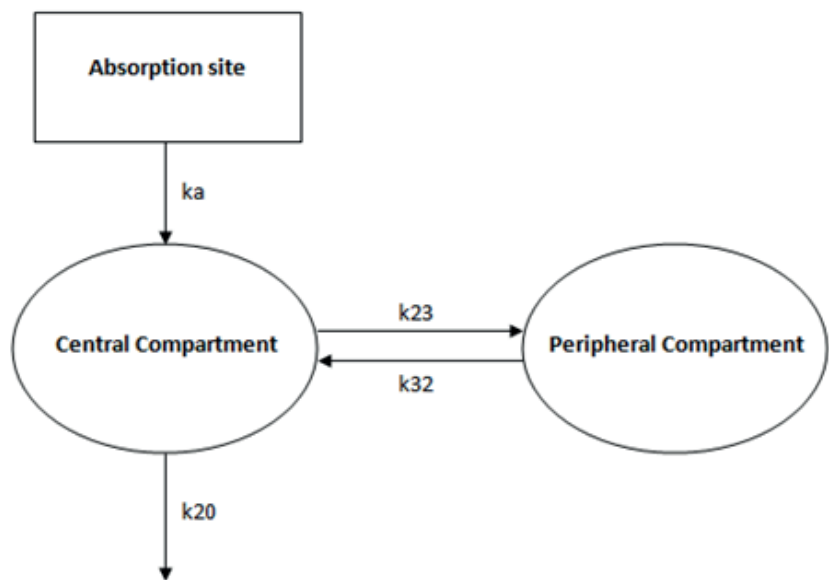 Absorption site
ka
k23
Central Compartment
Peripheral Compartment
k32
k20